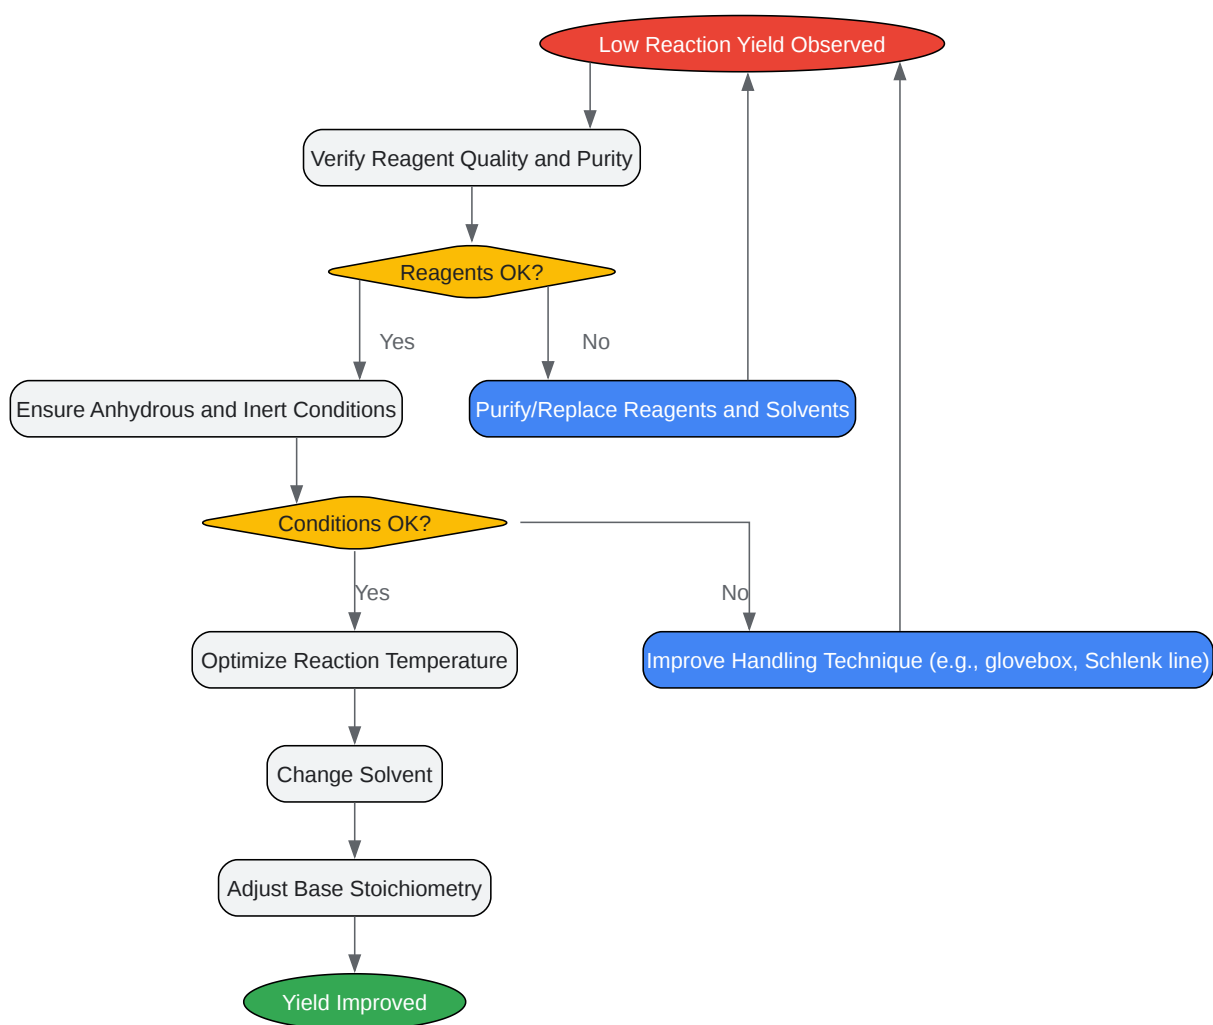 Low Reaction Yield Observed
Verify Reagent Quality and Purity
Reagents OK?
Yes
No
Ensure Anhydrous and Inert Conditions
Purify/Replace Reagents and Solvents
Conditions OK?
Yes
No
Optimize Reaction Temperature
Improve Handling Technique (e.g., glovebox, Schlenk line)
Change Solvent
Adjust Base Stoichiometry
Yield Improved